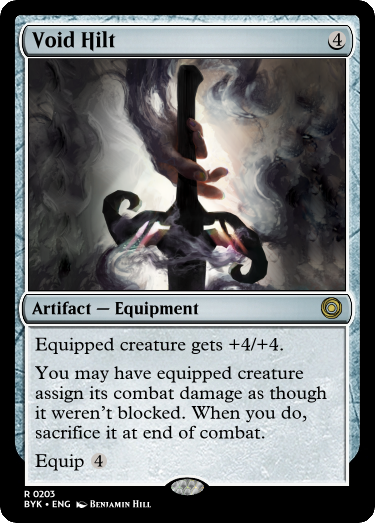 Void Hilt 4
Artifact — Equipment
Equipped creature gets +4/+4.
You may have equipped creature
assign its combat damage as though
it weren't blocked. When you do,
sacrifice it at end of combat.
Equip 4
R 0203
BYK • ENG Benjamin Hill